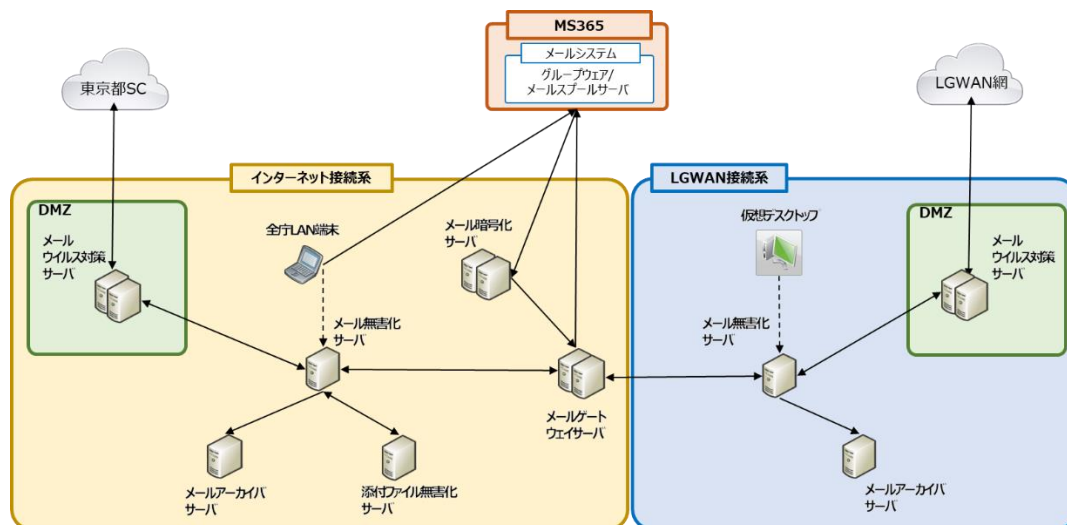 MS365
メールシステム
グループウェア/
メールスプールサーバ
東京都SC
LGWAN網
インターネット接続系
LGWAN接続系
DMZ
メール
ウイルス対策
サーバ
全庁LAN端末
メール暗号化
サーバ
仮想デスクトップ
DMZ
メール
ウイルス対策
サーバ
メール無害化
サーバ
メール無害化
サーバ
メールゲート
ウェイサーバ
メールアーカイバ
サーバ
添付ファイル無害化
サーバ
メールアーカイバ
サーバ